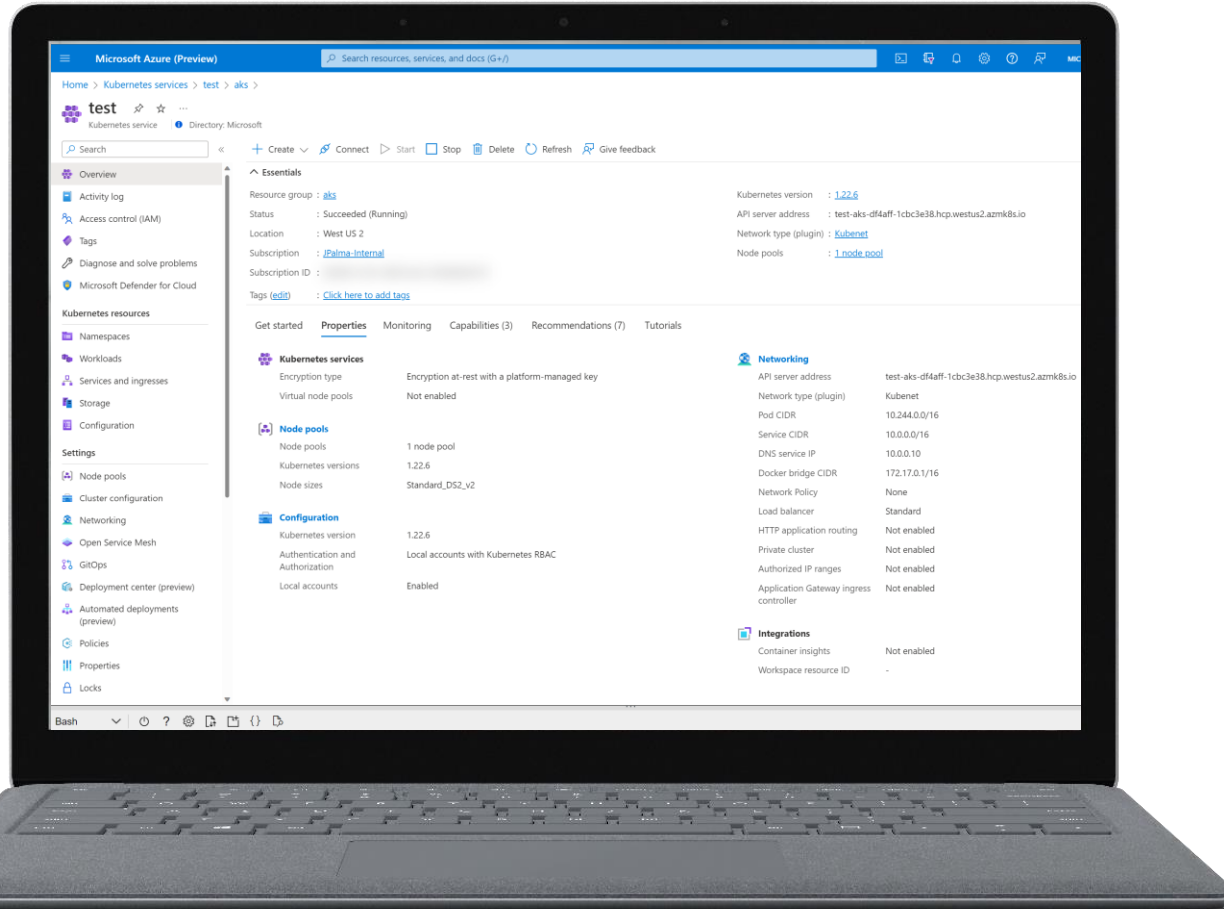 Microsoft Azure (Preview)
Search resources, services, and docs (G+/)
MIC
Home > Kubernetes services > test > aks >
test
Kubernetes service
Directory: Microsoft
Search
«
Create
Connect
Start
Stop
Delete
Refresh
Give feedback
Overview
Activity log
Access control (IAM)
Tags
Diagnose and solve problems
Microsoft Defender for Cloud
Kubernetes resources
Namespaces
Workloads
Services and ingresses
Storage
Configuration
Settings
Node pools
Cluster configuration
Networking
Open Service Mesh
GitOps
Deployment center (preview)
Automated deployments
(preview)
Policies
Properties
Locks
Essentials
Resource group : aks
Status : Succeeded (Running)
Location : West US 2
Subscription : JPalma-Internal
Subscription ID :
Tags (edit) : Click here to add tags
Kubernetes version : 1.22.6
API server address : test-aks-df4aff-1cbc3e38.hcp.westus2.azmk8s.io
Network type (plugin) : Kubenet
Node pools : 1 node pool
Get started Properties Monitoring Capabilities (3) Recommendations (7) Tutorials
Kubernetes services
Encryption type Encryption at-rest with a platform-managed key
Virtual node pools Not enabled
Node pools
Node pools 1 node pool
Kubernetes versions 1.22.6
Node sizes Standard_DS2_v2
Configuration
Kubernetes version 1.22.6
Authentication and Local accounts with Kubernetes RBAC
Authorization
Local accounts Enabled
Networking
API server address test-aks-df4aff-1cbc3e38.hcp.westus2.azmk8s.io
Network type (plugin) Kubenet
Pod CIDR 10.244.0.0/16
Service CIDR 10.0.0.0/16
DNS service IP 10.0.0.10
Docker bridge CIDR 172.17.0.1/16
Network Policy None
Load balancer Standard
HTTP application routing Not enabled
Private cluster Not enabled
Authorized IP ranges Not enabled
Application Gateway ingress Not enabled
controller
Integrations
Container insights Not enabled
Workspace resource ID -
Bash